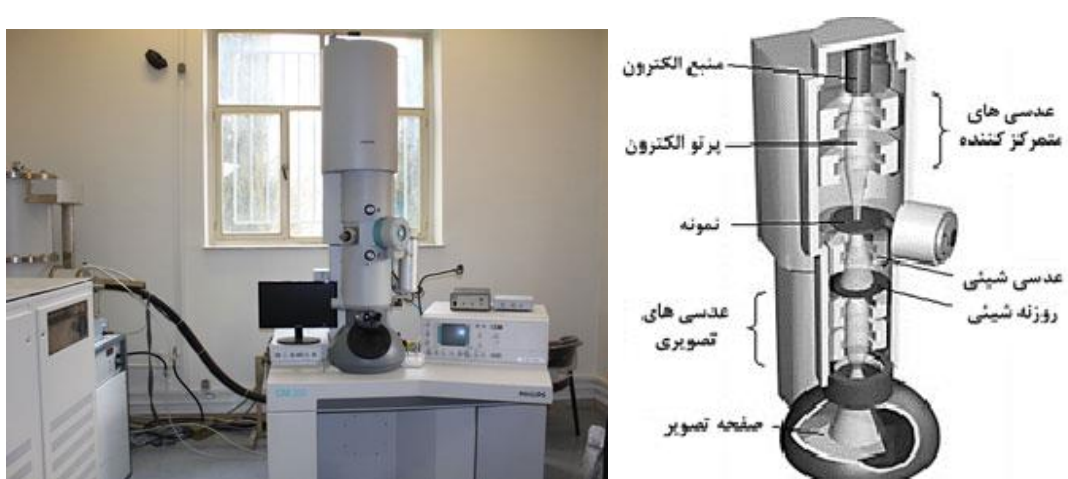 PHILIPS
منبع الکترون
عدسی های
متمرکز کننده
پرتو الکترون
نمونه
عدسی شیئی
روزنه شیئی
عدسی های
تصویری
صفحه تصویر